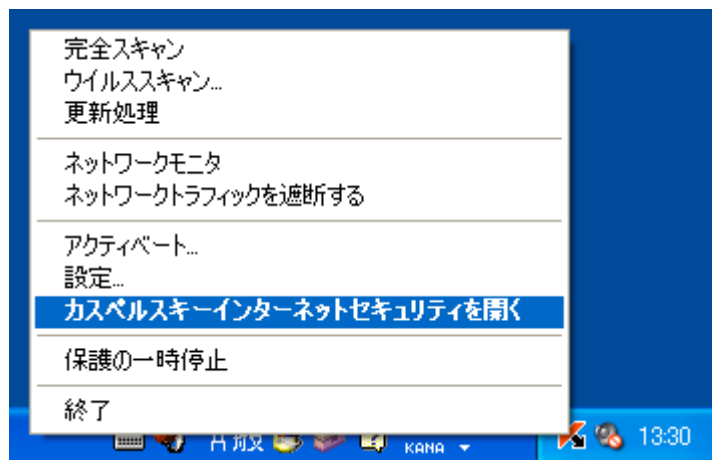 完全スキャン
ウイルススキャン...
更新処理
ネットワークモニタ
ネットワークトラフィックを遮断する
アクティベート...
設定...
カスペルスキーインターネットセキュリティを開く
保護の一時停止
終了
KANA
13:30